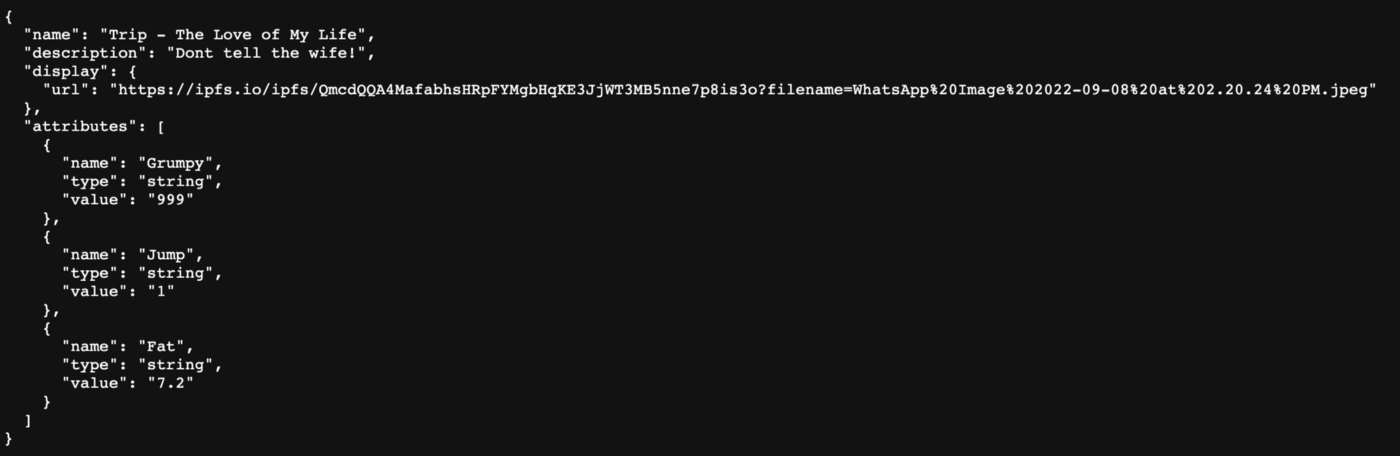 {
  "name": "Trip - The Love of My Life",
  "description": "Dont tell the wife!",
  "display": {
    "url": "https://ipfs.io/ipfs/QmcdQQA4MafabhsHRpFYMgbHqKE3JjWT3MB5nne7p8is3o?filename=WhatsApp%20Image%202022-09-08%20at%202.20.24%20PM.jpeg"
  },
  "attributes": [
    {
      "name": "Grumpy",
      "type": "string",
      "value": "999"
    },
    {
      "name": "Jump",
      "type": "string",
      "value": "1"
    },
    {
      "name": "Fat",
      "type": "string",
      "value": "7.2"
    }
  ]
}